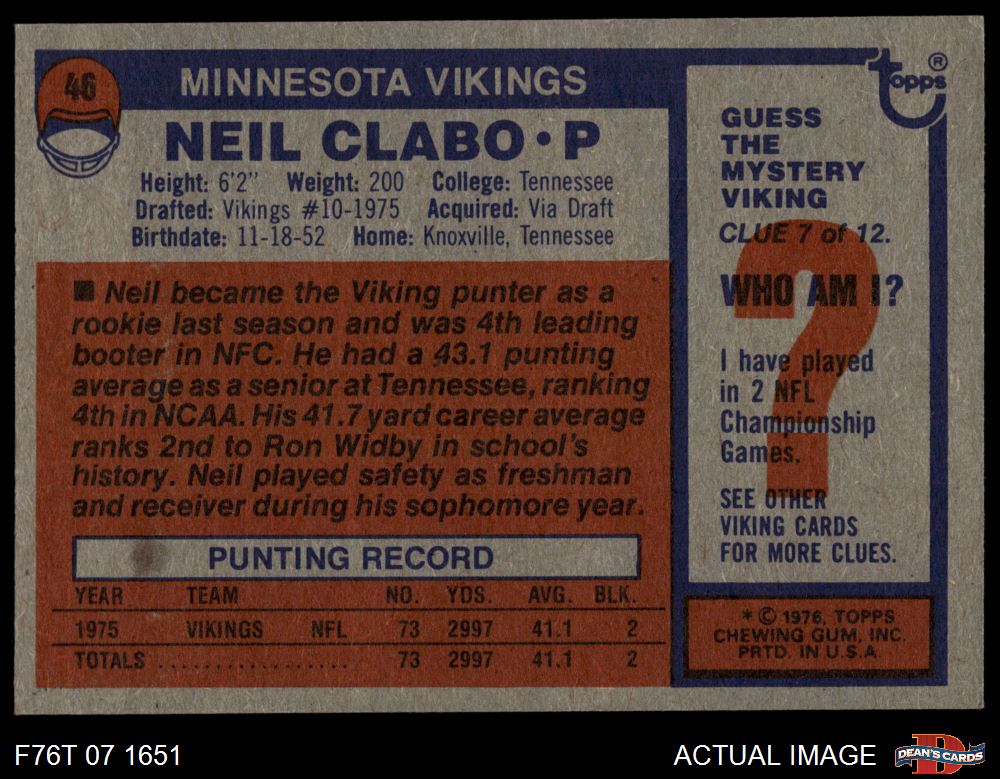 46
MINNESOTA VIKINGS
NEIL CLABO • P
Height: 6'2" Weight: 200 College: Tennessee
Drafted: Vikings #10-1975 Acquired: Via Draft
Birthdate: 11-18-52 Home: Knoxville, Tennessee
■ Neil became the Viking punter as a
rookie last season and was 4th leading
booter in NFC. He had a 43.1 punting
average as a senior at Tennessee, ranking
4th in NCAA. His 41.7 yard career average
ranks 2nd to Ron Widby in school's
history. Neil played safety as freshman
and receiver during his sophomore year.
PUNTING RECORD
YEAR TEAM NO. YDS. AVG. BLK.
1975 VIKINGS NFL 73 2997 41.1 2
TOTALS .................. 73 2997 41.1 2
topps ®
GUESS
THE
MYSTERY
VIKING
CLUE 7 of 12.
WHO AM I?
?
I have played
in 2 NFL
Championship
Games.
SEE OTHER
VIKING CARDS
FOR MORE CLUES.
* © 1976, TOPPS
CHEWING GUM, INC.
PRTD. IN U.S.A.
F76T 07 1651
ACTUAL IMAGE
D
DEAN'S CARDS